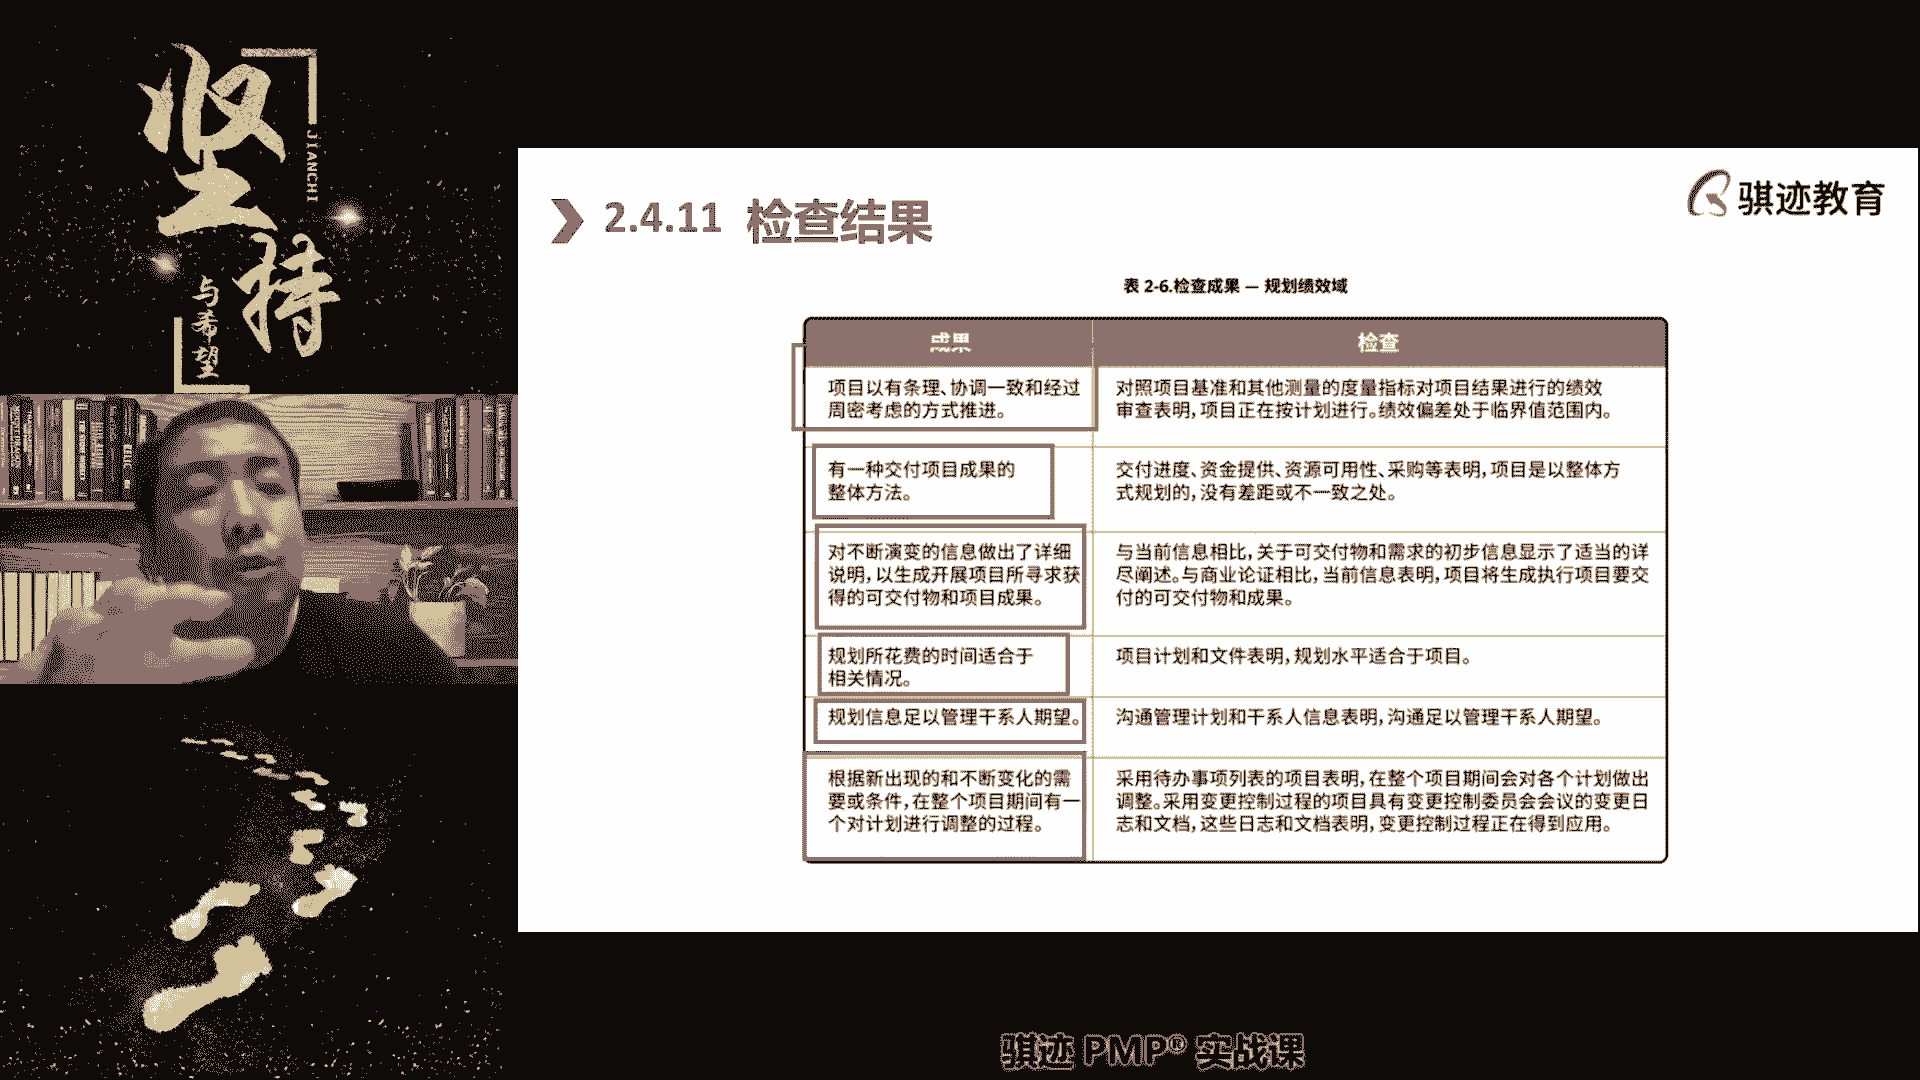 坚持
JIANCHI
与希望
2.4.11 检查结果
骐迹教育
表 2-6.检查成果 — 规划绩效域
成果
检查
项目以有条理、协调一致和经过
周密考虑的方式推进。
对照项目基准和其他测量的度量指标对项目结果进行的绩效
审查表明,项目正在按计划进行。绩效偏差处于临界值范围内。
有一种交付项目成果的
整体方法。
交付进度、资金提供、资源可用性、采购等表明,项目是以整体方
式规划的,没有差距或不一致之处。
对不断演变的信息做出了详细
说明,以生成开展项目所寻求获
得的可交付物和项目成果。
与当前信息相比,关于可交付物和需求的初步信息显示了适当的详
尽阐述。与商业论证相比,当前信息表明,项目将生成执行项目要交
付的可交付物和成果。
规划所花费的时间适合于
相关情况。
项目计划和文件表明,规划水平适合于项目。
规划信息足以管理干系人期望。
沟通管理计划和干系人信息表明,沟通足以管理干系人期望。
根据新出现的和不断变化的需
要或条件,在整个项目期间有一
个对计划进行调整的过程。
采用待办事项列表的项目表明,在整个项目期间会对各个计划做出
调整。采用变更控制过程的项目具有变更控制委员会会议的变更日
志和文档,这些日志和文档表明,变更控制过程正在得到应用。
骐迹 PMP® 实战课